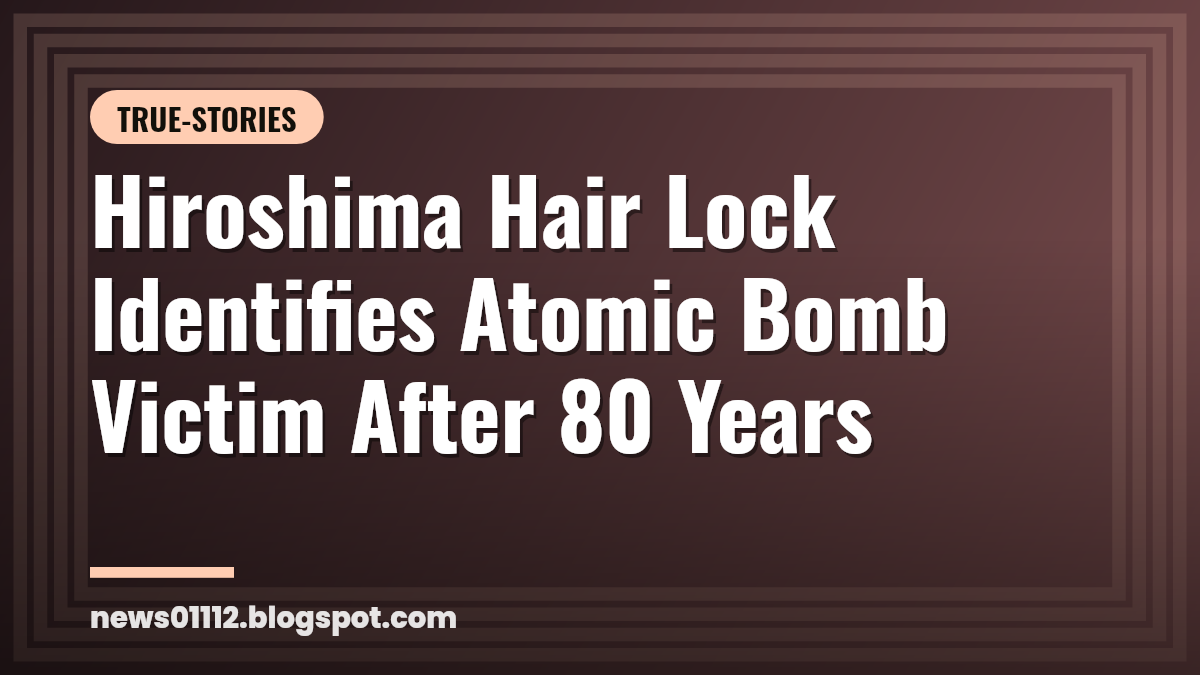 TRUE-STORIES
Hiroshima Hair Lock
Identifies Atomic Bomb
Victim After 80 Years
news01112.blogspot.com